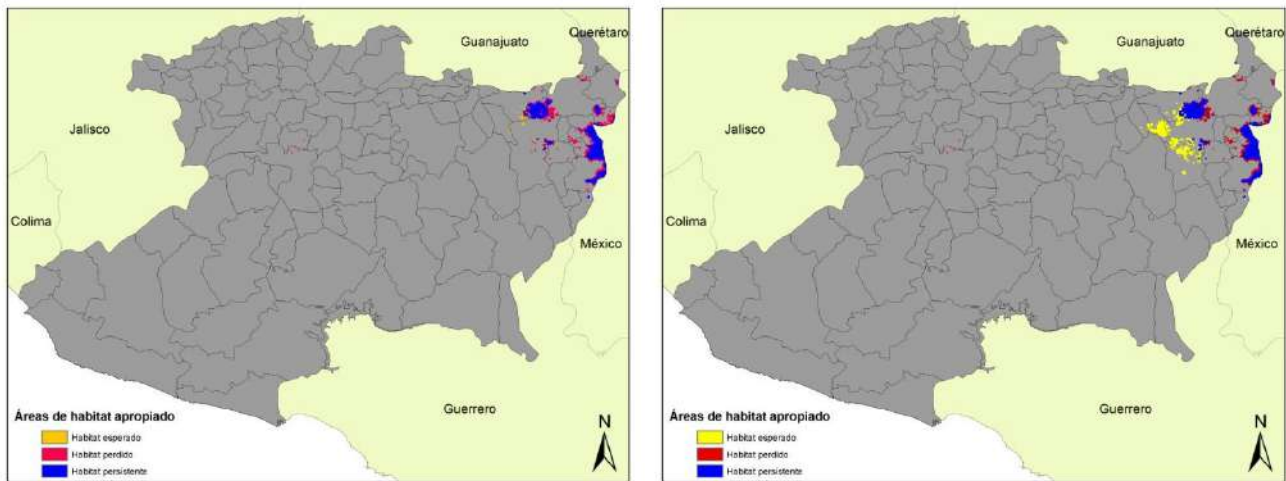 Guanajuato
Querétaro
Jalisco
Colima
México
Guerrero
Áreas de habitat apropiado
Habitat esperado
Habitat perdido
Habitat persistente
N
Guanajuato
Querétaro
Jalisco
Colima
México
Guerrero
Áreas de habitat apropiado
Habitat esperado
Habitat perdido
Habitat persistente
N